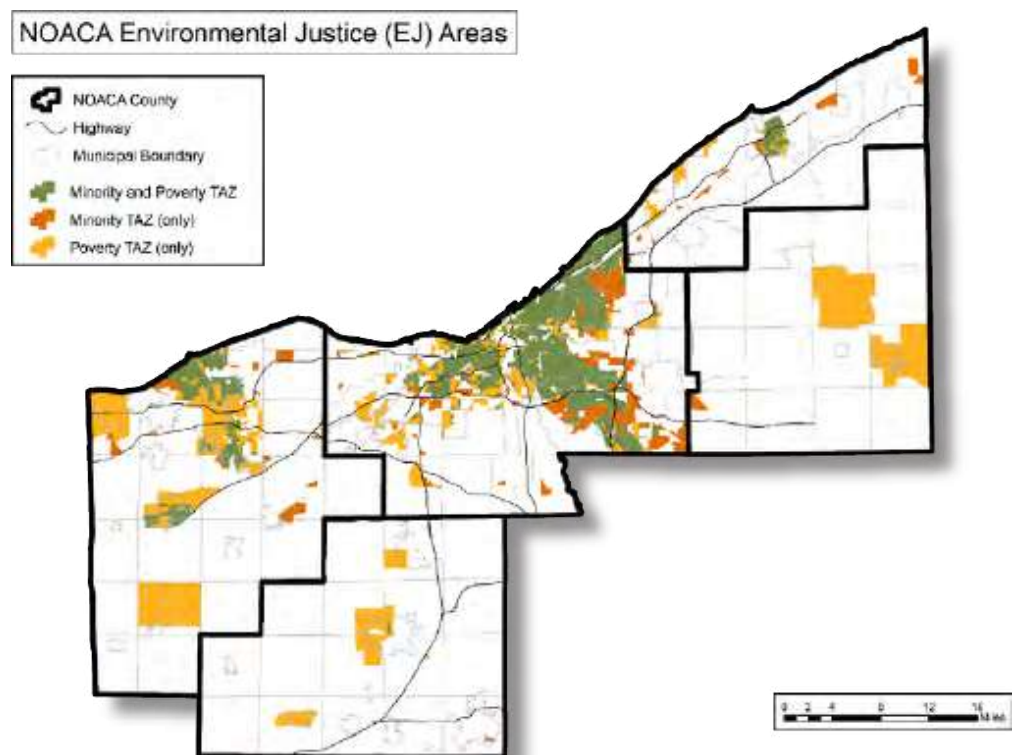 NOACA Environmental Justice (EJ) Areas
NOACA County
Highway
Municipal Boundary
Minority and Poverty TAZ
Minority TAZ (only)
Poverty TAZ (only)
0 2 4 8 12 16
Miles